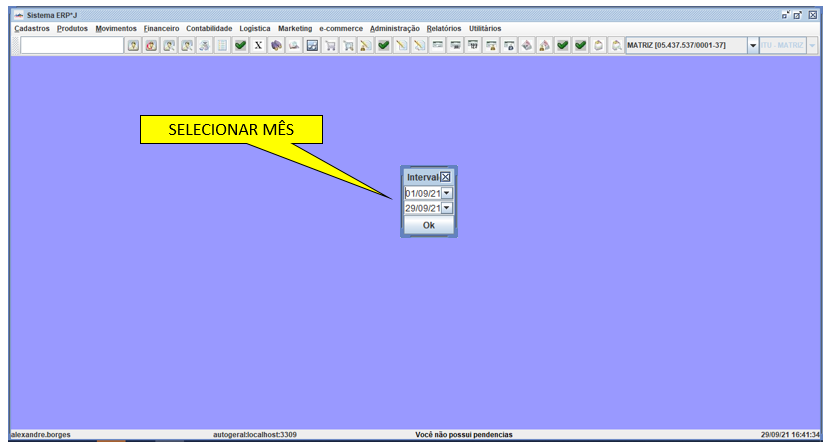 Sistema ERP*J
Cadastros Produtos Movimentos Financeiro Contabilidade Logística Marketing e-commerce Administração Relatórios Utilitários
X MATRIZ [05.437.537/0001-37] ITU - MATRIZ
SELECIONAR MÊS
Interval
01/09/21
29/09/21
Ok
alexandre.borges autogeral:localhost:3309 Você não possui pendencias 29/09/21 16:41:34